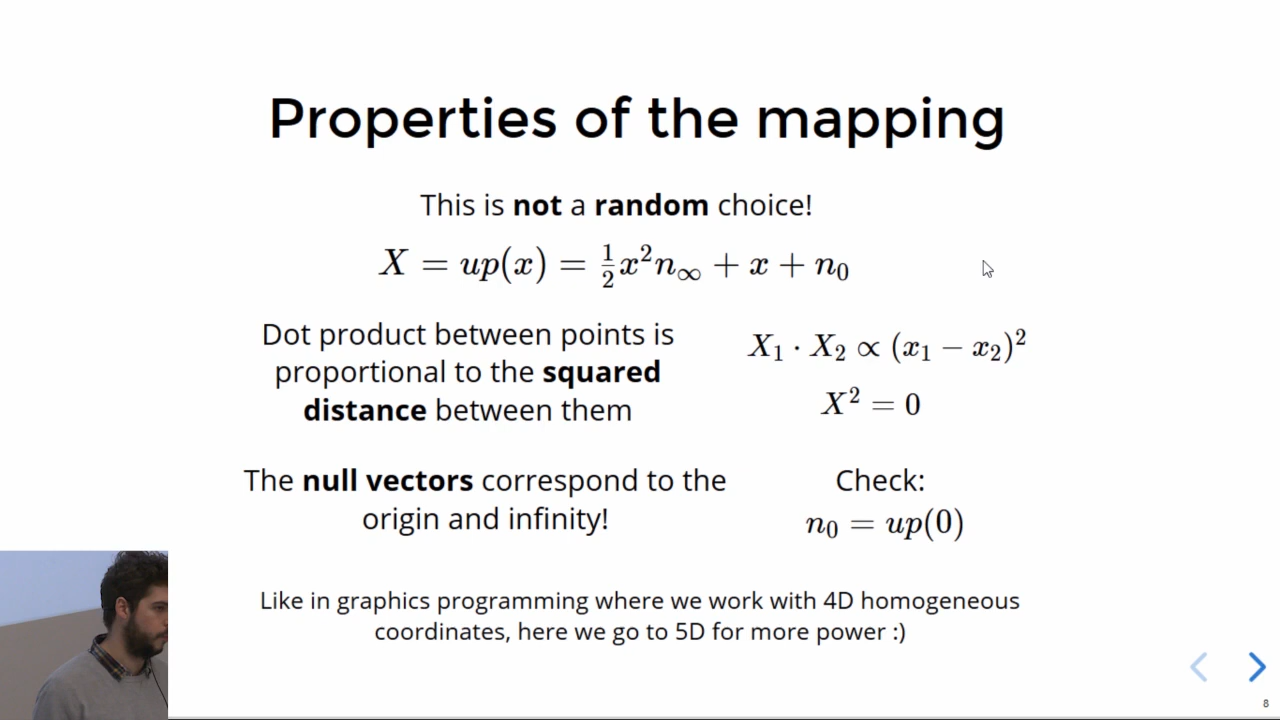 Properties of the mapping
This is not a random choice!
X = up(x) = ½x²n∞ + x + n₀
Dot product between points is
proportional to the squared
distance between them
X₁ · X₂ ∝ (x₁ − x₂)²
X² = 0
The null vectors correspond to the
origin and infinity!
Check:
n₀ = up(0)
Like in graphics programming where we work with 4D homogeneous
coordinates, here we go to 5D for more power :)
8